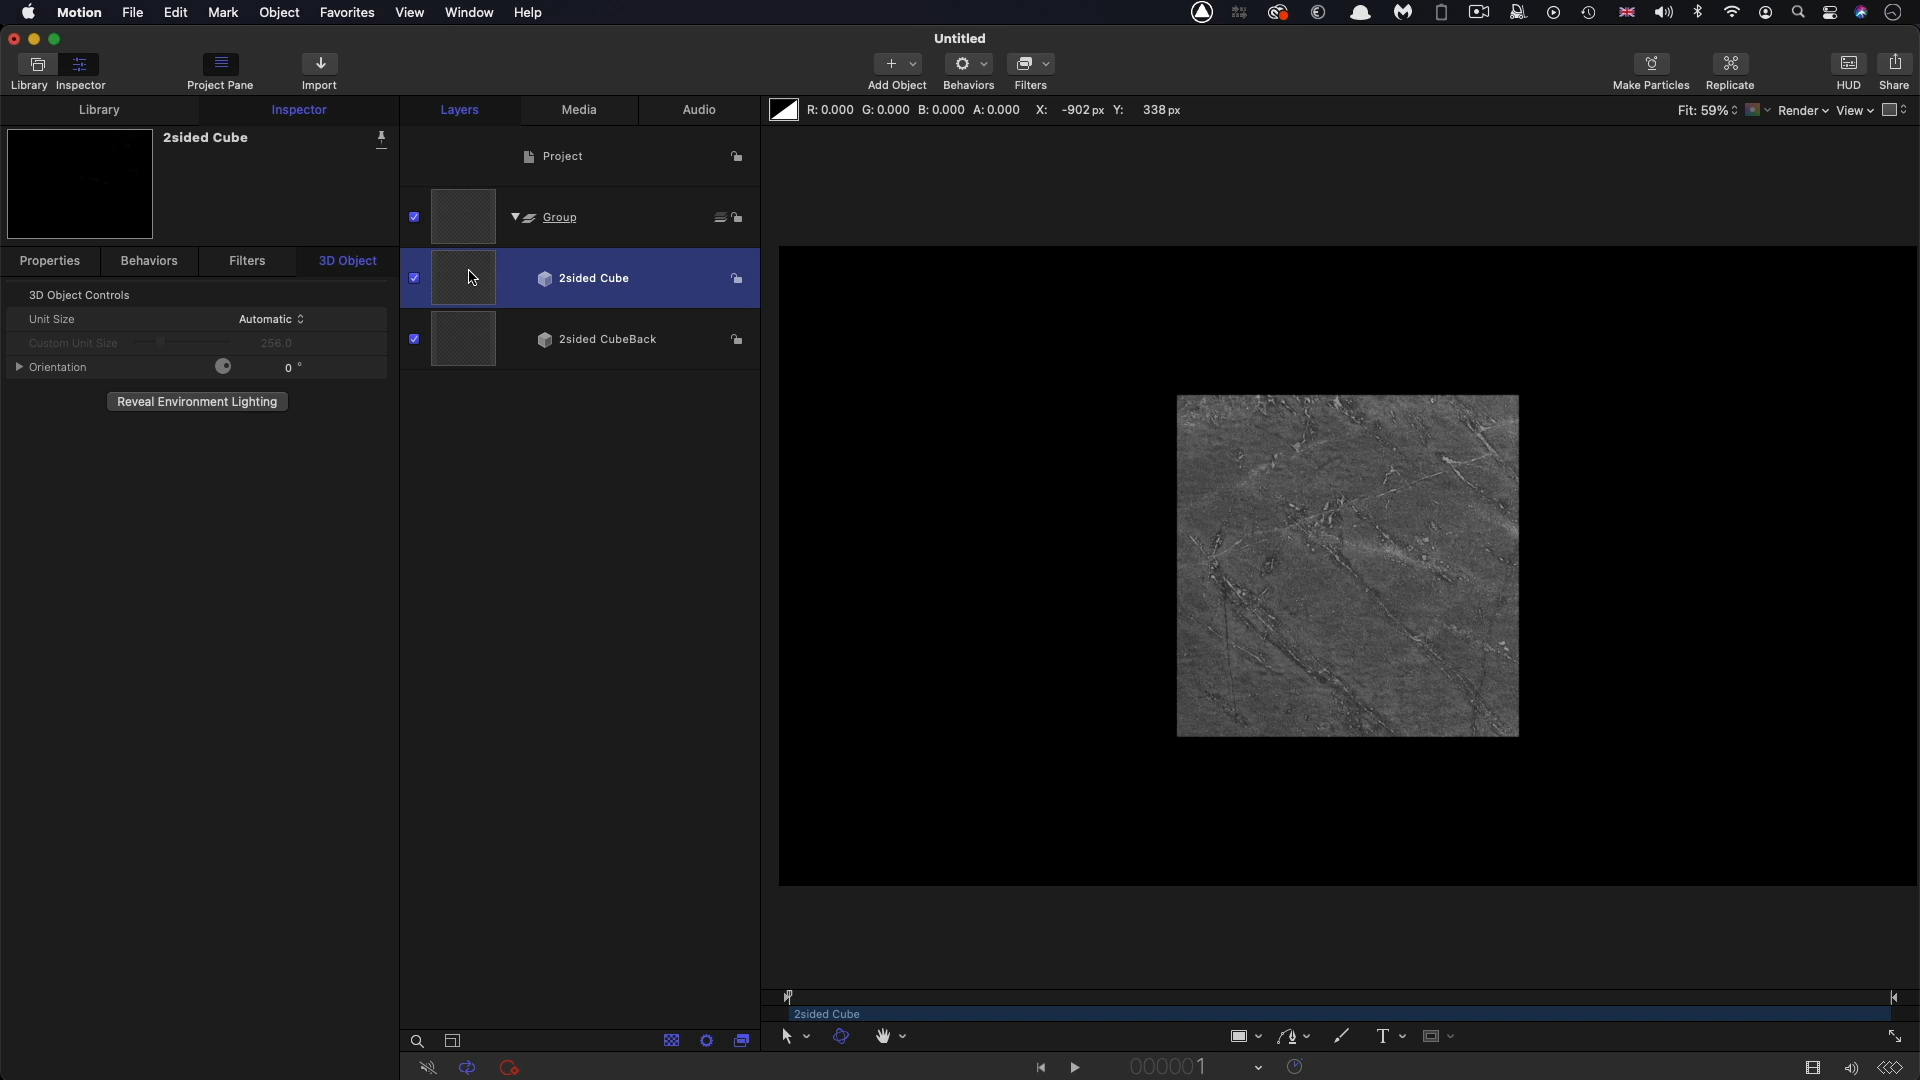 Motion File Edit Mark Object Favorites View Window Help
Untitled
Library Inspector Project Pane Import Add Object Behaviors Filters Make Particles Replicate HUD Share
Library Inspector Layers Media Audio R: 0.000 G: 0.000 B: 0.000 A: 0.000 X: -902 px Y: 338 px Fit: 59% Render View
2sided Cube
Project
Group
Properties Behaviors Filters 3D Object
2sided Cube
3D Object Controls
Unit Size Automatic
Custom Unit Size 256.0
2sided CubeBack
Orientation 0 °
Reveal Environment Lighting
2sided Cube
T
000001